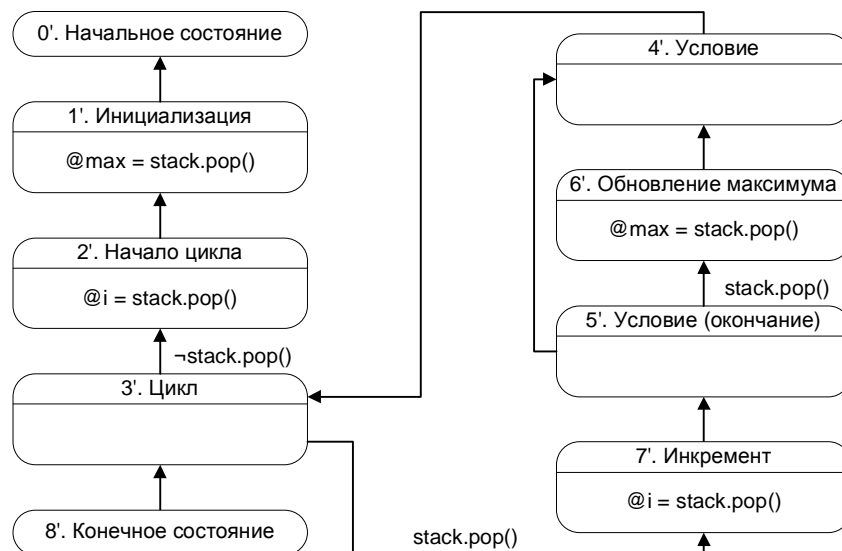 0'. Начальное состояние
1'. Инициализация
@max = stack.pop()
2'. Начало цикла
@i = stack.pop()
¬stack.pop()
3'. Цикл
8'. Конечное состояние
4'. Условие
6'. Обновление максимума
@max = stack.pop()
stack.pop()
5'. Условие (окончание)
7'. Инкремент
@i = stack.pop()
stack.pop()